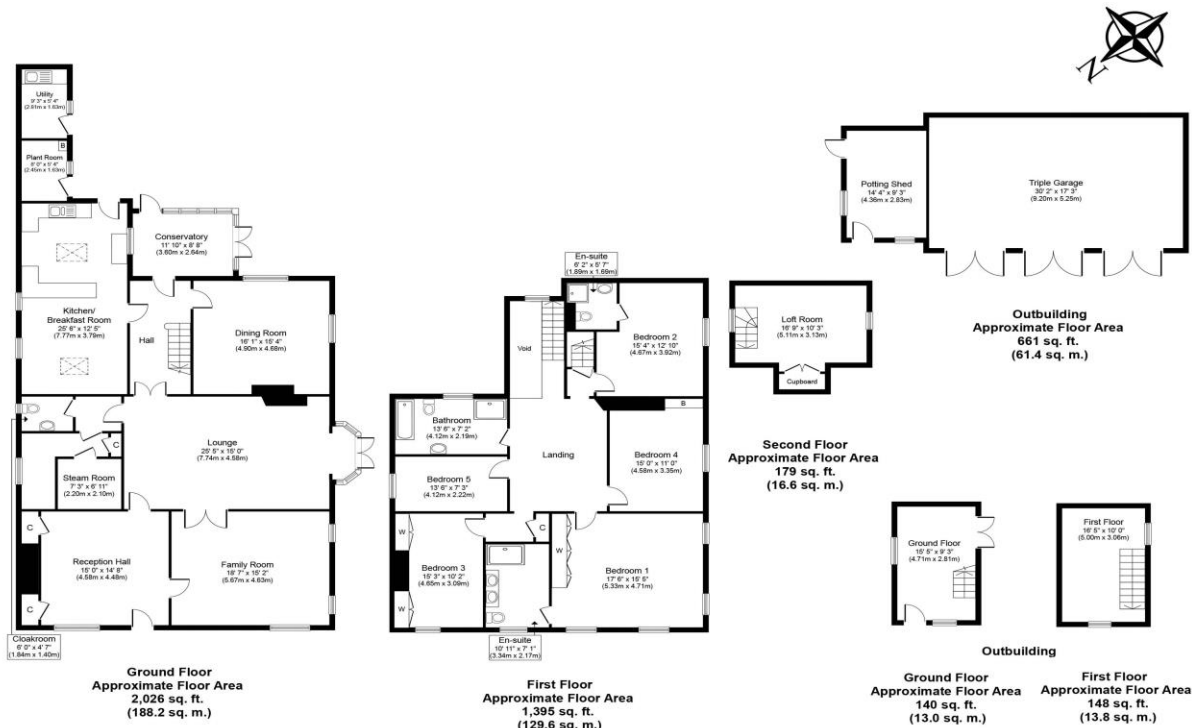 N
Utility
9' 3" x 5' 4"
(2.81m x 1.63m)
B
Plant Room
8' 0" x 5' 4"
(2.45m x 1.63m)
Conservatory
11' 10" x 8' 8"
(3.60m x 2.64m)
Kitchen/
Breakfast Room
25' 6" x 12' 5"
(7.77m x 3.79m)
Hall
Dining Room
16' 1" x 15' 4"
(4.90m x 4.68m)
Lounge
25' 5" x 15' 0"
(7.74m x 4.58m)
C
Steam Room
7' 3" x 6' 11"
(2.20m x 2.10m)
C
Reception Hall
15' 0" x 14' 8"
(4.58m x 4.48m)
C
Family Room
18' 7" x 15' 2"
(5.67m x 4.63m)
Cloakroom
6' 0" x 4' 7"
(1.84m x 1.40m)
Ground Floor
Approximate Floor Area
2,026 sq. ft.
(188.2 sq. m.)
En-suite
6' 2" x 5' 7"
(1.89m x 1.69m)
Void
Bedroom 2
15' 4" x 12' 10"
(4.67m x 3.92m)
B
Bathroom
13' 6" x 7' 2"
(4.12m x 2.19m)
Landing
Bedroom 4
15' 0" x 11' 0"
(4.58m x 3.35m)
Bedroom 5
13' 6" x 7' 3"
(4.12m x 2.22m)
W
C
W
Bedroom 3
15' 3" x 10' 2"
(4.65m x 3.09m)
W
Bedroom 1
17' 6" x 15' 5"
(5.33m x 4.71m)
En-suite
10' 11" x 7' 1"
(3.34m x 2.17m)
First Floor
Approximate Floor Area
1,395 sq. ft.
(129.6 sq. m.)
Loft Room
16' 9" x 10' 3"
(5.11m x 3.13m)
Cupboard
Second Floor
Approximate Floor Area
179 sq. ft.
(16.6 sq. m.)
Potting Shed
14' 4" x 9' 3"
(4.36m x 2.83m)
Triple Garage
30' 2" x 17' 3"
(9.20m x 5.25m)
Outbuilding
Approximate Floor Area
661 sq. ft.
(61.4 sq. m.)
Ground Floor
15' 5" x 9' 3"
(4.71m x 2.81m)
First Floor
16' 5" x 10' 0"
(5.00m x 3.06m)
Outbuilding
Ground Floor
Approximate Floor Area
140 sq. ft.
(13.0 sq. m.)
First Floor
Approximate Floor Area
148 sq. ft.
(13.8 sq. m.)